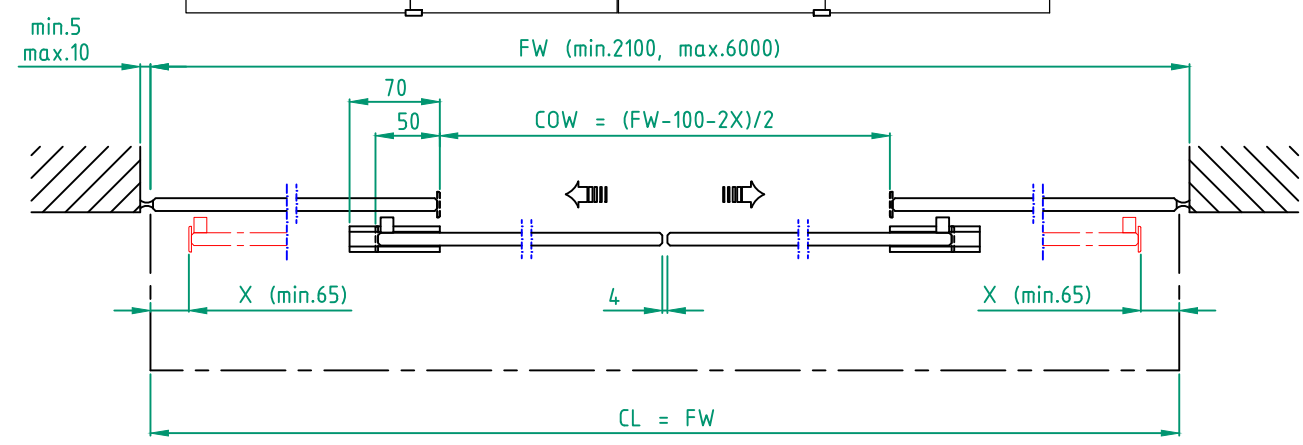 min.5
max.10
FW (min.2100, max.6000)
70
50
COW = (FW-100-2X)/2
X (min.65)
4
X (min.65)
CL = FW